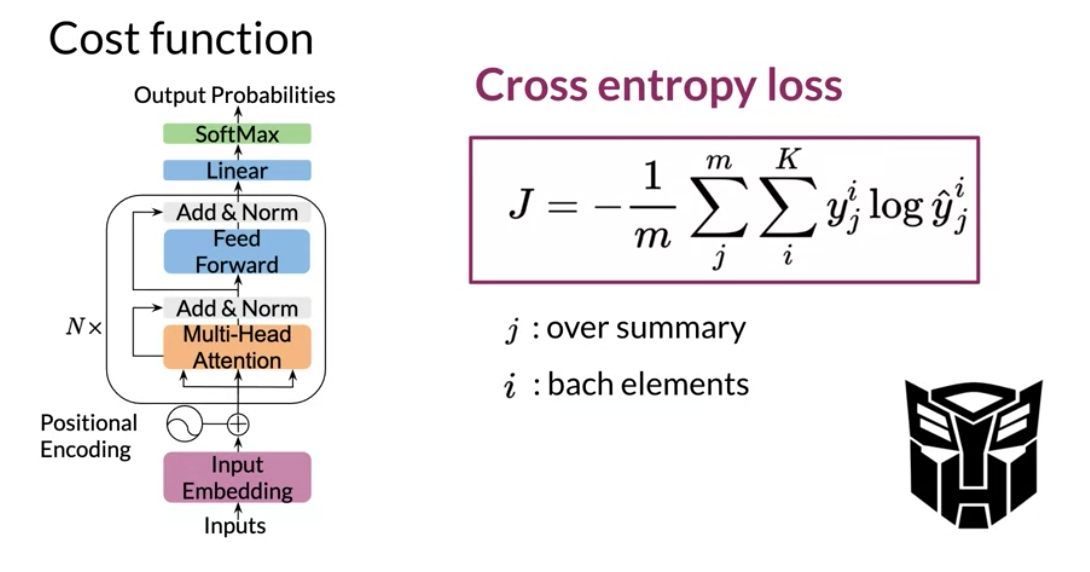 Cost function
Output Probabilities
SoftMax
Linear
Add & Norm
Feed
Forward
Add & Norm
Multi-Head
Attention
N×
Positional
Encoding
Input
Embedding
Inputs
Cross entropy loss
J = -\frac{1}{m} \sum_{j}^{m} \sum_{i}^{K} y_j^i \log \hat{y}_j^i
j : over summary
i : bach elements